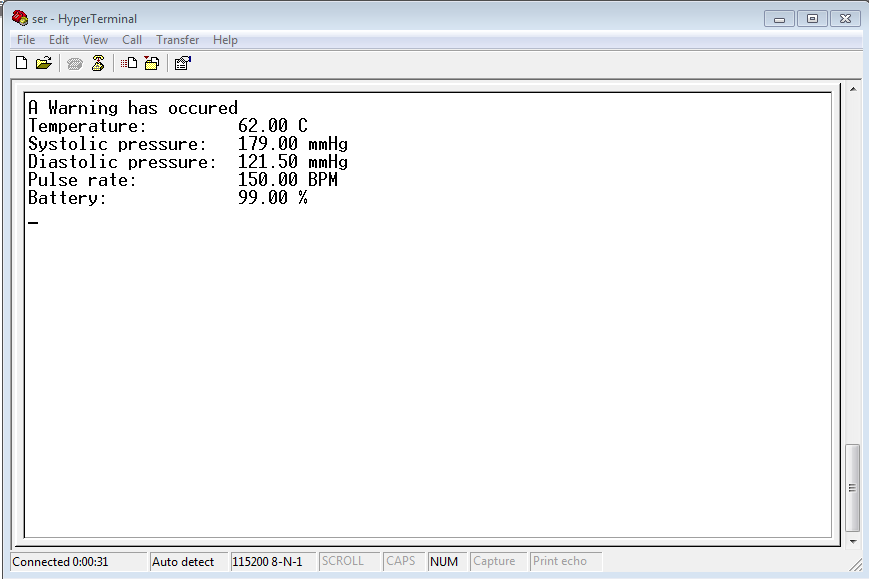 ser - HyperTerminal
File Edit View Call Transfer Help
A Warning has occured
Temperature: 62.00 C
Systolic pressure: 179.00 mmHg
Diastolic pressure: 121.50 mmHg
Pulse rate: 150.00 BPM
Battery: 99.00 %
Connected 0:00:31 Auto detect 115200 8-N-1 SCROLL CAPS NUM Capture Print echo